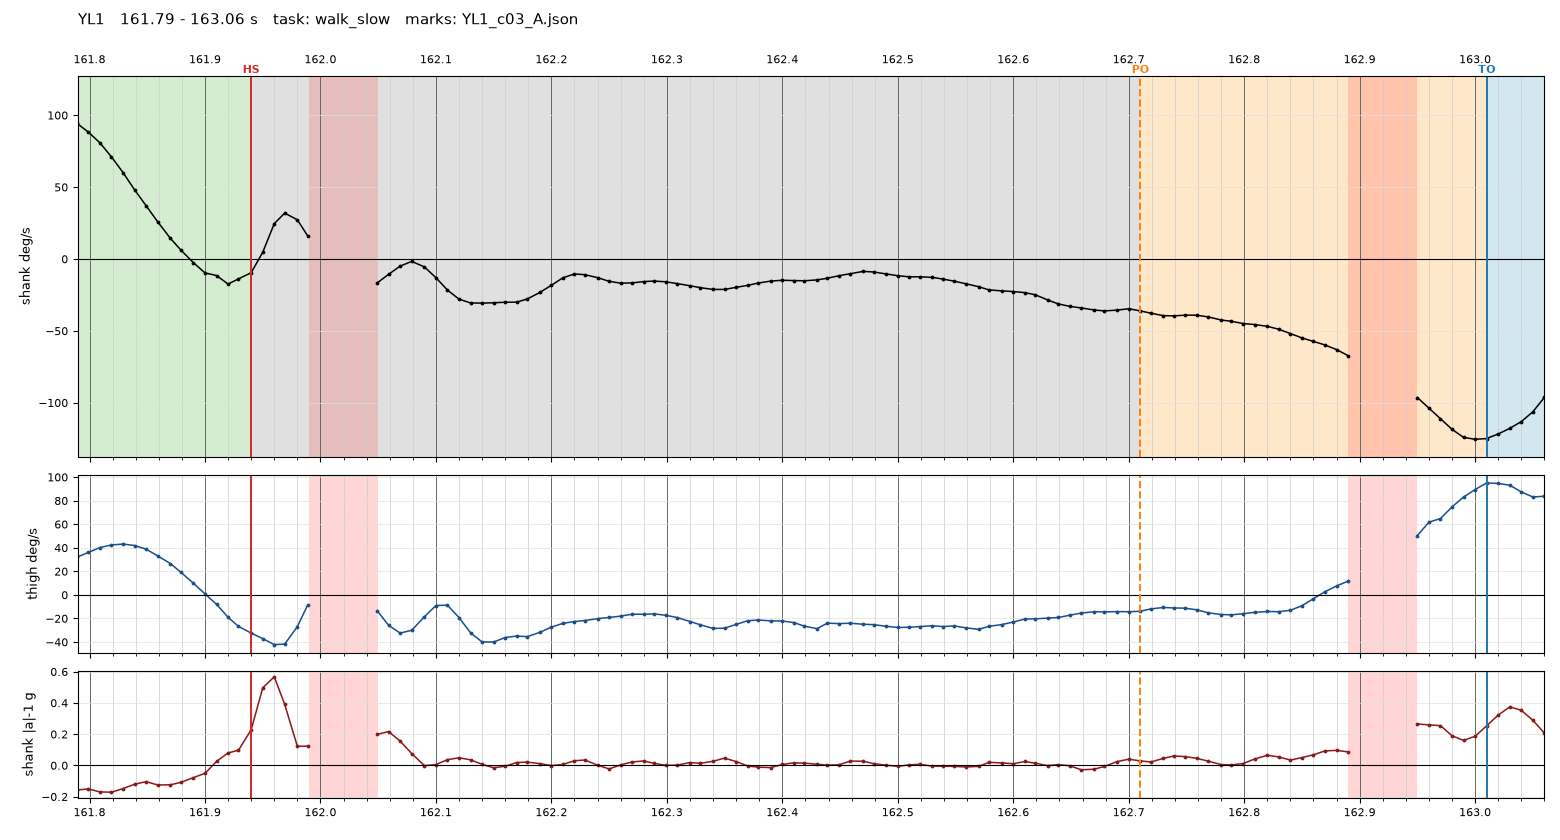 YL1   161.79 - 163.06 s   task: walk_slow   marks: YL1_c03_A.json
161.8 161.9 162.0 162.1 162.2 162.3 162.4 162.5 162.6 162.7 162.8 162.9 163.0
HS PO TO
100
50
0
−50
−100
shank deg/s
100
80
60
40
20
0
−20
−40
thigh deg/s
0.6
0.4
0.2
0.0
−0.2
shank |a|-1 g
161.8 161.9 162.0 162.1 162.2 162.3 162.4 162.5 162.6 162.7 162.8 162.9 163.0